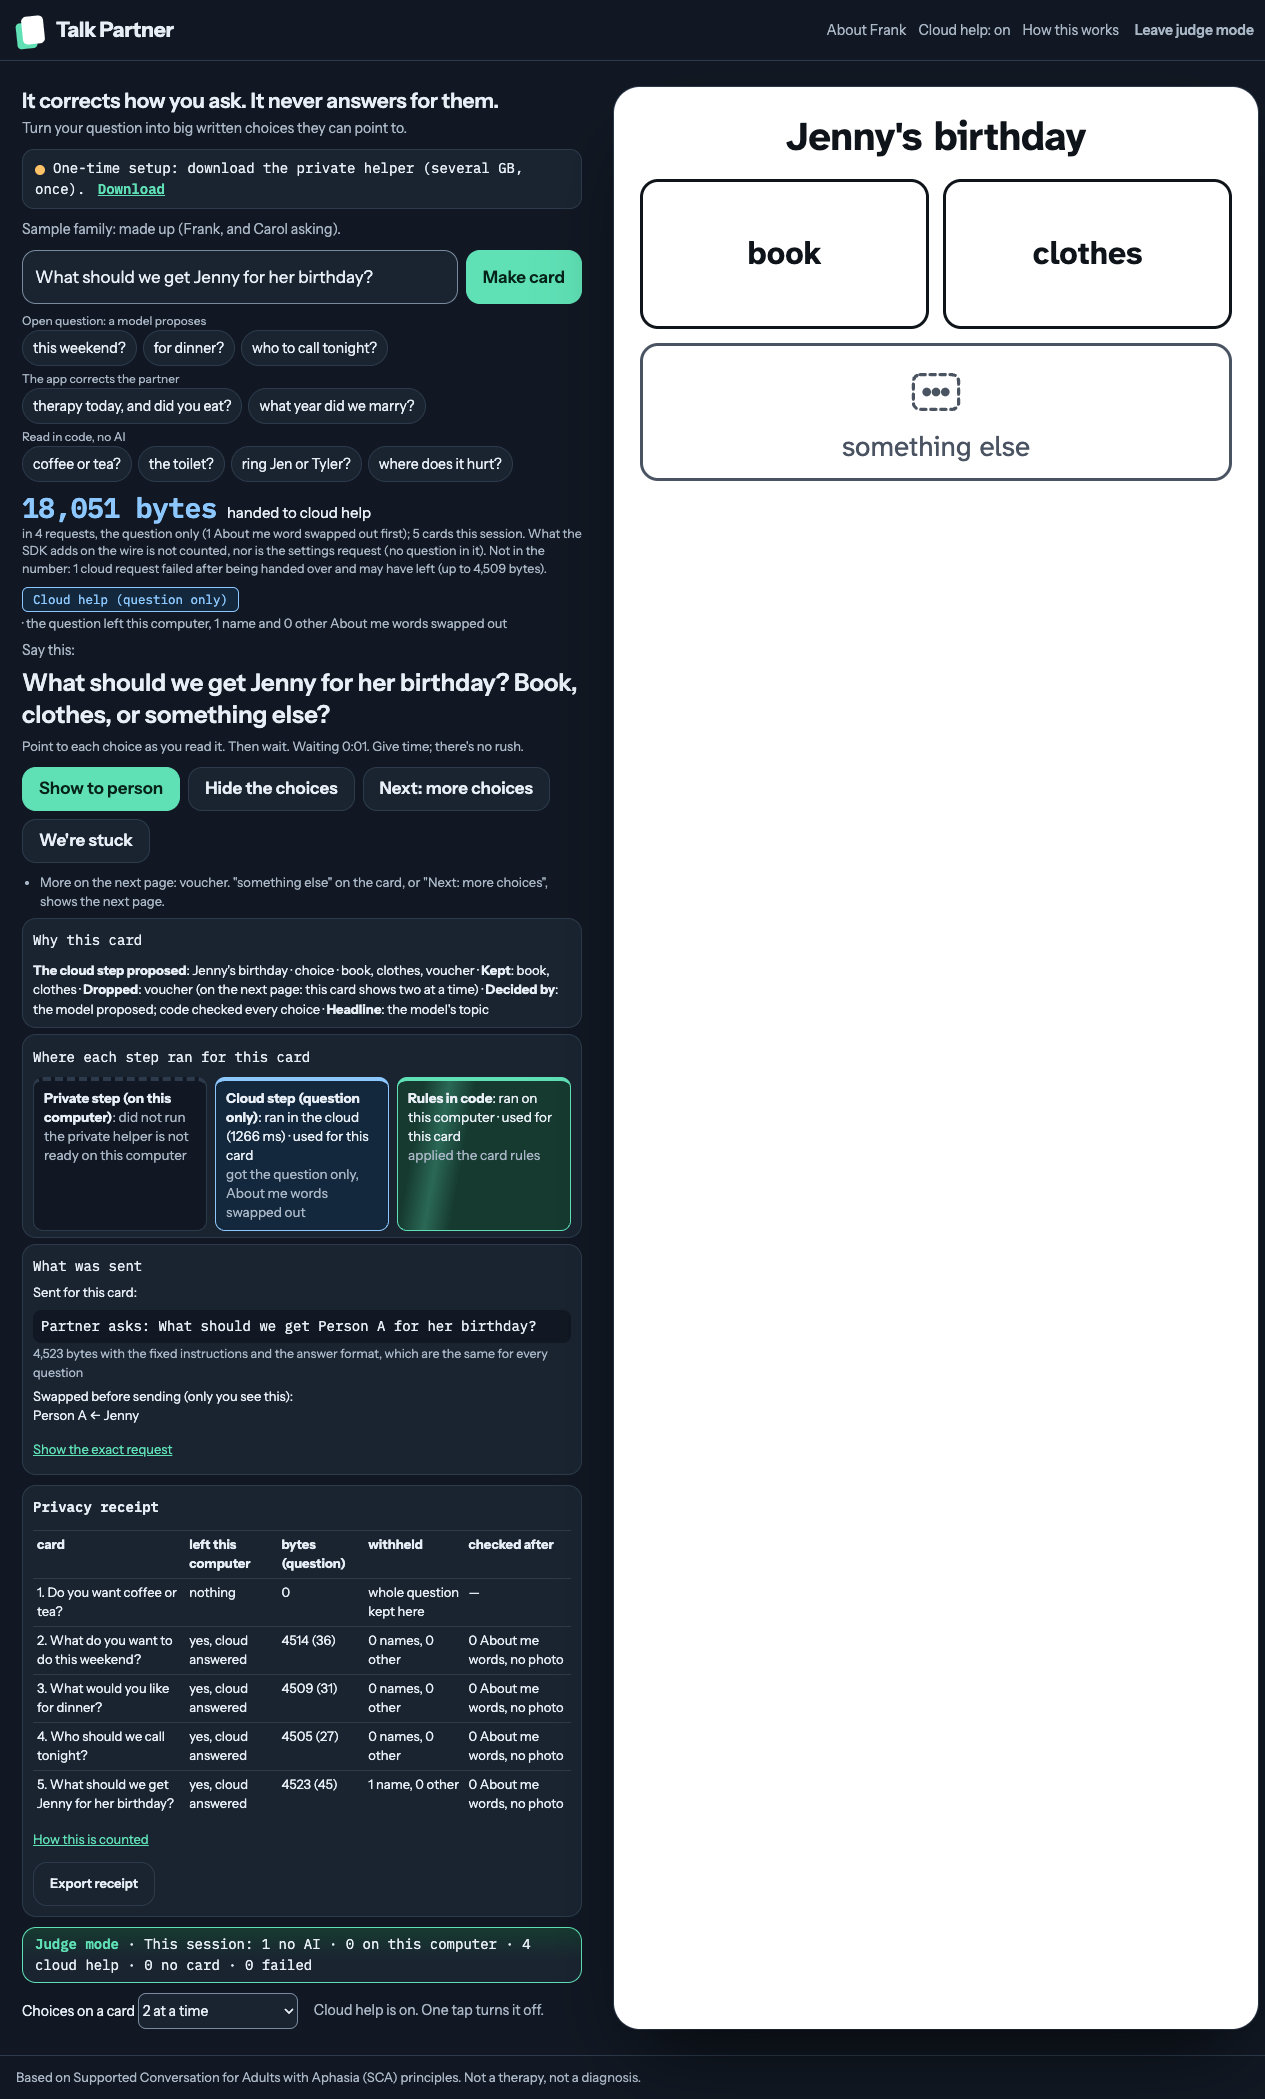 Talk Partner
About Frank Cloud help: on How this works Leave judge mode
It corrects how you ask. It never answers for them.
Turn your question into big written choices they can point to.
One-time setup: download the private helper (several GB,
once). Download
Sample family: made up (Frank, and Carol asking).
What should we get Jenny for her birthday?
Make card
Open question: a model proposes
this weekend? for dinner? who to call tonight?
The app corrects the partner
therapy today, and did you eat? what year did we marry?
Read in code, no AI
coffee or tea? the toilet? ring Jen or Tyler? where does it hurt?
18,051 bytes handed to cloud help
in 4 requests, the question only (1 About me word swapped out first); 5 cards this session. What the
SDK adds on the wire is not counted, nor is the settings request (no question in it). Not in the
number: 1 cloud request failed after being handed over and may have left (up to 4,509 bytes).
Cloud help (question only)
· the question left this computer, 1 name and 0 other About me words swapped out
Say this:
What should we get Jenny for her birthday? Book,
clothes, or something else?
Point to each choice as you read it. Then wait. Waiting 0:01. Give time; there's no rush.
Show to person Hide the choices Next: more choices
We're stuck
• More on the next page: voucher. "something else" on the card, or "Next: more choices",
shows the next page.
Why this card
The cloud step proposed: Jenny's birthday · choice · book, clothes, voucher · Kept: book,
clothes · Dropped: voucher (on the next page: this card shows two at a time) · Decided by:
the model proposed; code checked every choice · Headline: the model's topic
Where each step ran for this card
Private step (on this
computer): did not run
the private helper is not
ready on this computer
Cloud step (question
only): ran in the cloud
(1266 ms) · used for this
card
got the question only,
About me words
swapped out
Rules in code: ran on
this computer · used for
this card
applied the card rules
What was sent
Sent for this card:
Partner asks: What should we get Person A for her birthday?
4,523 bytes with the fixed instructions and the answer format, which are the same for every
question
Swapped before sending (only you see this):
Person A ← Jenny
Show the exact request
Privacy receipt
card left this computer bytes (question) withheld checked after
1. Do you want coffee or tea? nothing 0 whole question kept here —
2. What do you want to do this weekend? yes, cloud answered 4514 (36) 0 names, 0 other 0 About me words, no photo
3. What would you like for dinner? yes, cloud answered 4509 (31) 0 names, 0 other 0 About me words, no photo
4. Who should we call tonight? yes, cloud answered 4505 (27) 0 names, 0 other 0 About me words, no photo
5. What should we get Jenny for her birthday? yes, cloud answered 4523 (45) 1 name, 0 other 0 About me words, no photo
How this is counted
Export receipt
Judge mode · This session: 1 no AI · 0 on this computer · 4
cloud help · 0 no card · 0 failed
Choices on a card 2 at a time Cloud help is on. One tap turns it off.
Jenny's birthday
book clothes
something else
Based on Supported Conversation for Adults with Aphasia (SCA) principles. Not a therapy, not a diagnosis.